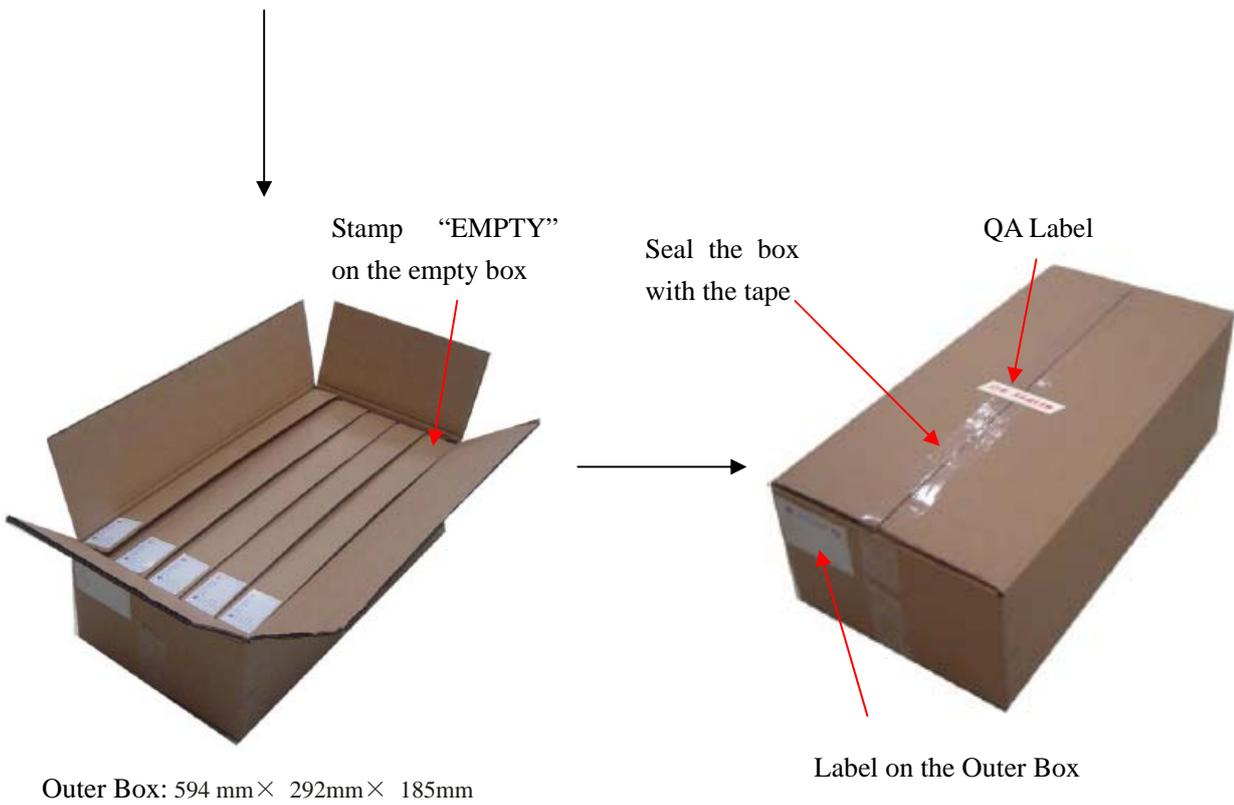 Stamp “EMPTY”
on the empty box
Seal the box
with the tape
QA Label
Label on the Outer Box
Outer Box: 594 mm× 292mm× 185mm